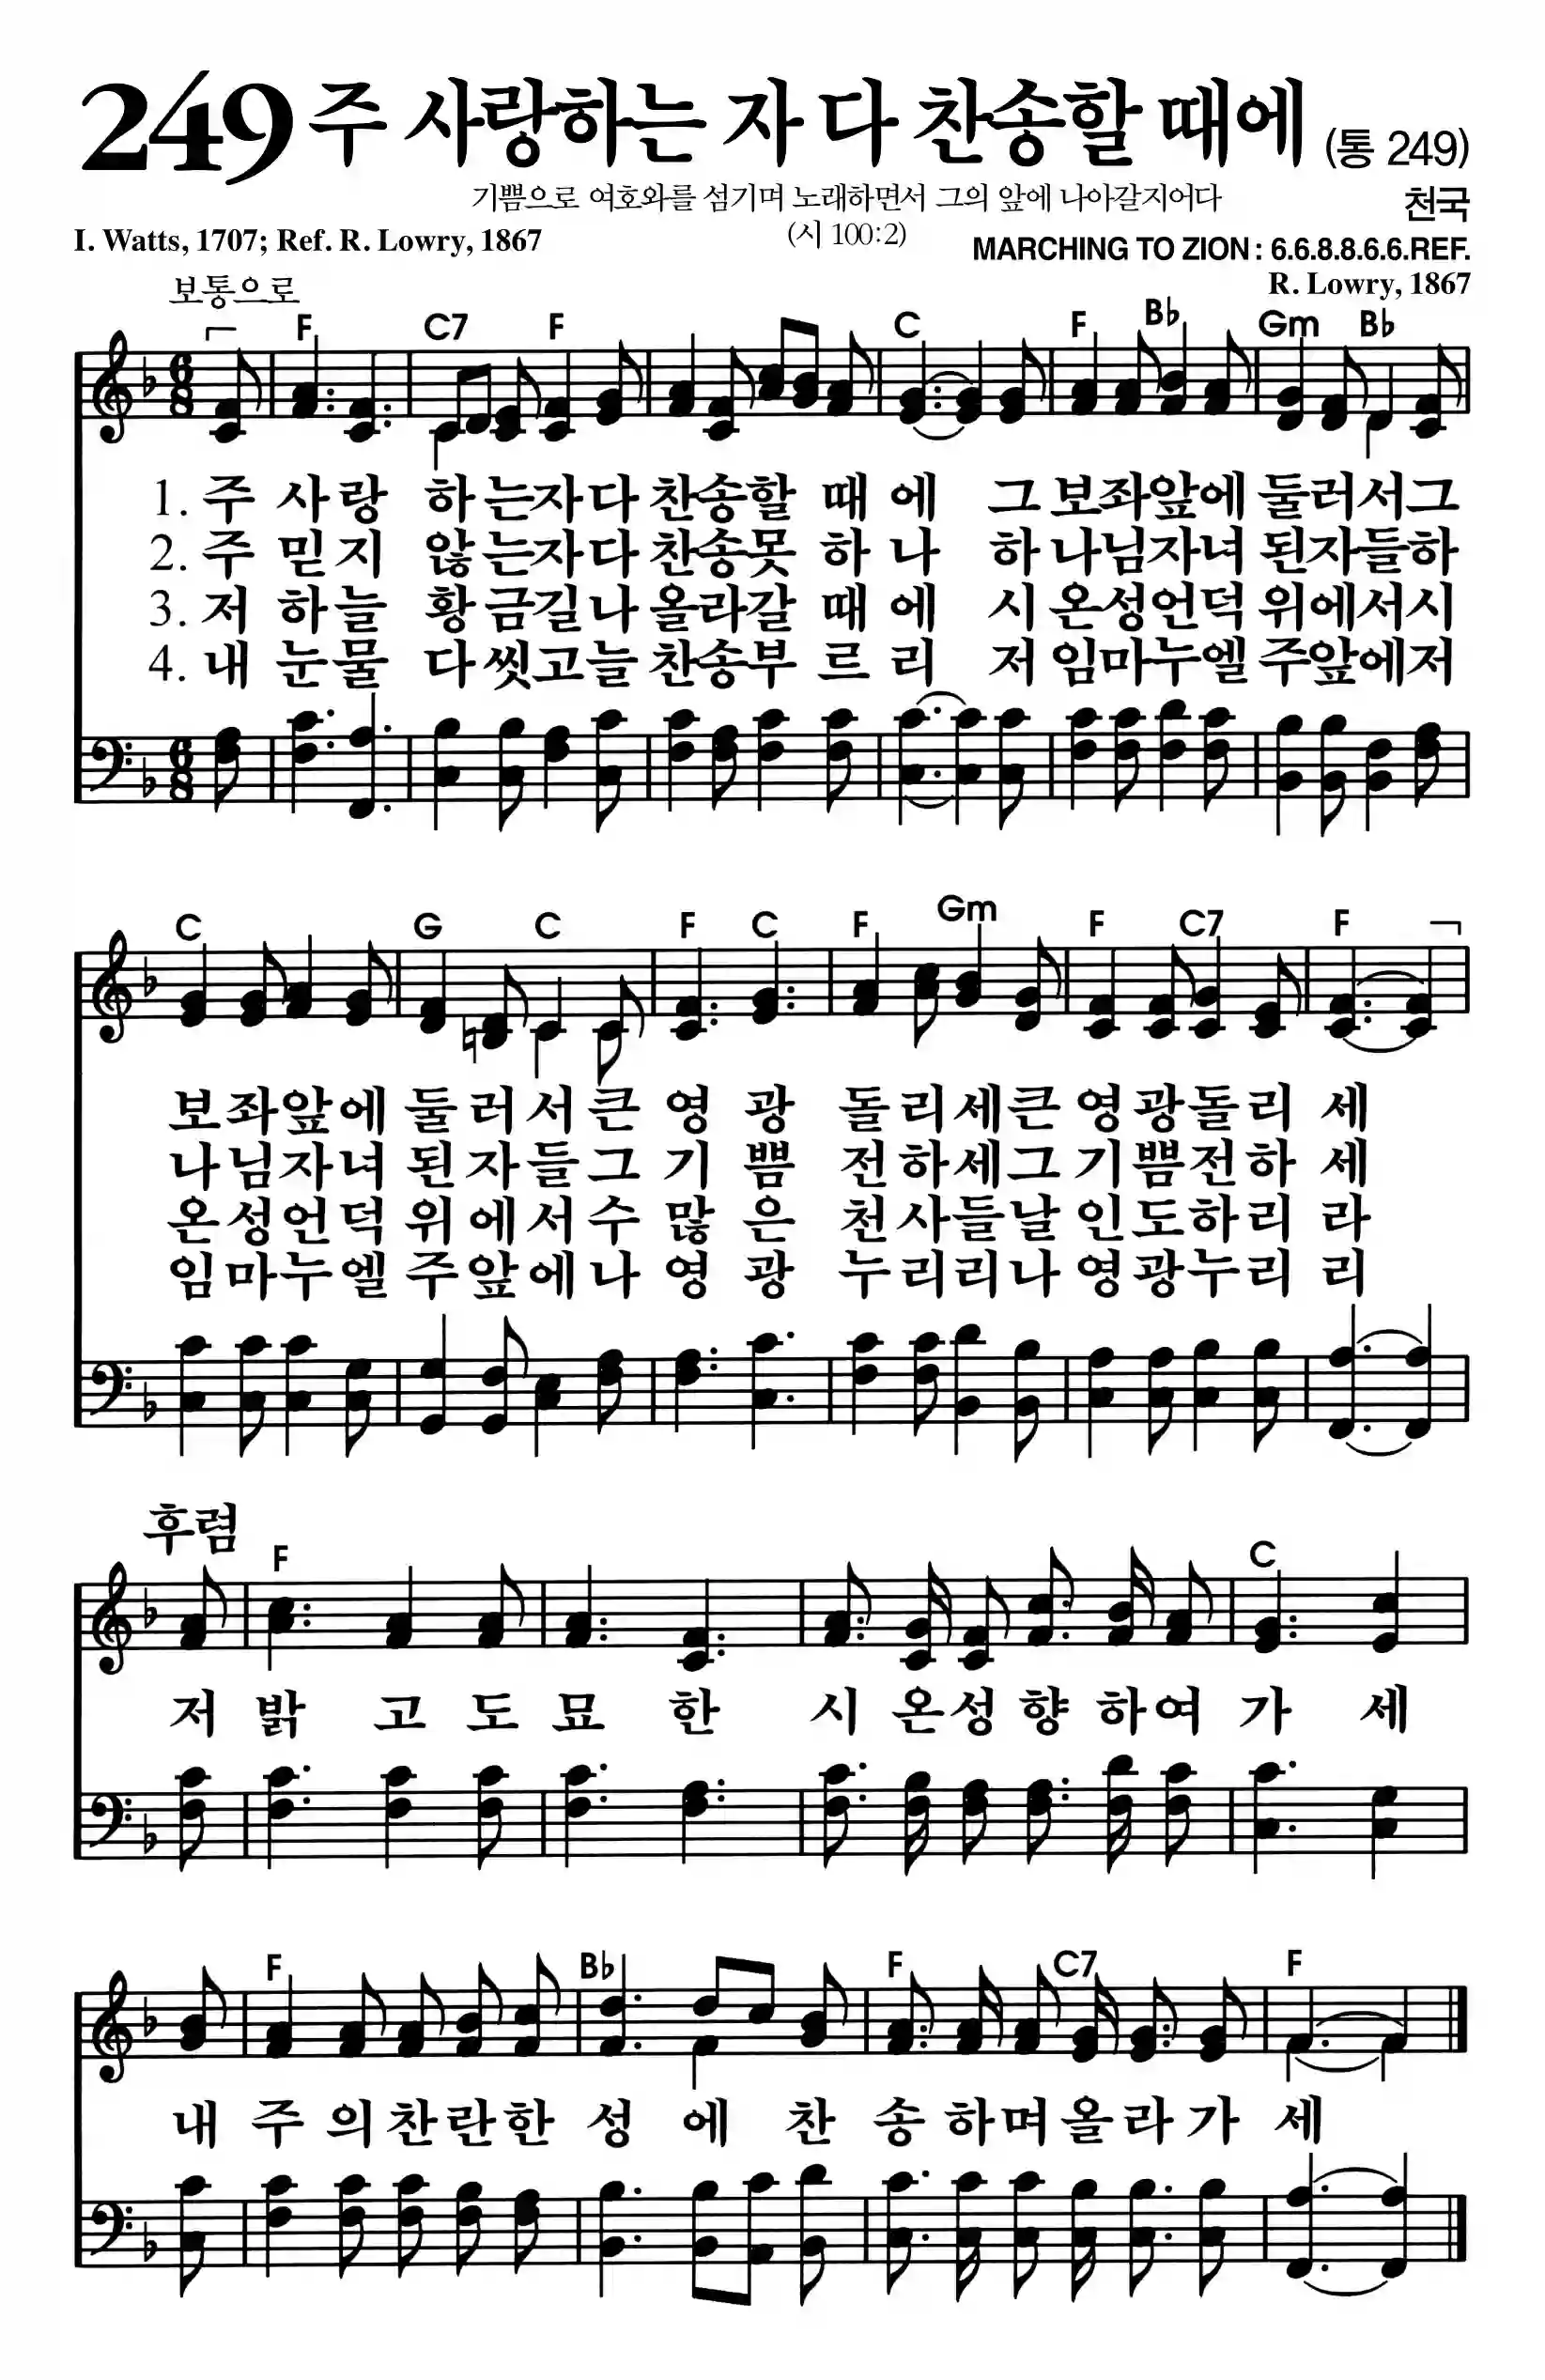 249 주 사랑하는 자 다 찬송할 때에 (통 249)
기쁨으로 여호와를 섬기며 노래하면서 그의 앞에 나아갈지어다
천국
I. Watts, 1707; Ref. R. Lowry, 1867
(시 100:2)
MARCHING TO ZION : 6.6.8.8.6.6.REF.
R. Lowry, 1867
보통으로
F C7 F C F B♭ Gm B♭
6/8
1. 주 사랑 하는자다 찬송할 때에 그보좌앞에 둘러서그
2. 주 믿지 않는자다 찬송못 하나 하나님자녀 된자들하
3. 저 하늘 황금길나 올라갈 때에 시온성언덕 위에서시
4. 내 눈물 다씻고늘 찬송부 르리 저임마누엘 주앞에저
6/8
C G C F C F Gm F C7 F
보좌앞에 둘러서큰 영광 돌리세큰 영광돌리 세
나님자녀 된자들그 기쁨 전하세그 기쁨전하 세
온성언덕 위에서수 많은 천사들날 인도하리 라
임마누엘 주앞에나 영광 누리리나 영광누리 리
후렴
F C
저 밝고도 묘한 시온성향하여 가세
F B♭ F C7 F
내 주의찬란한 성에찬 송하며올라가 세